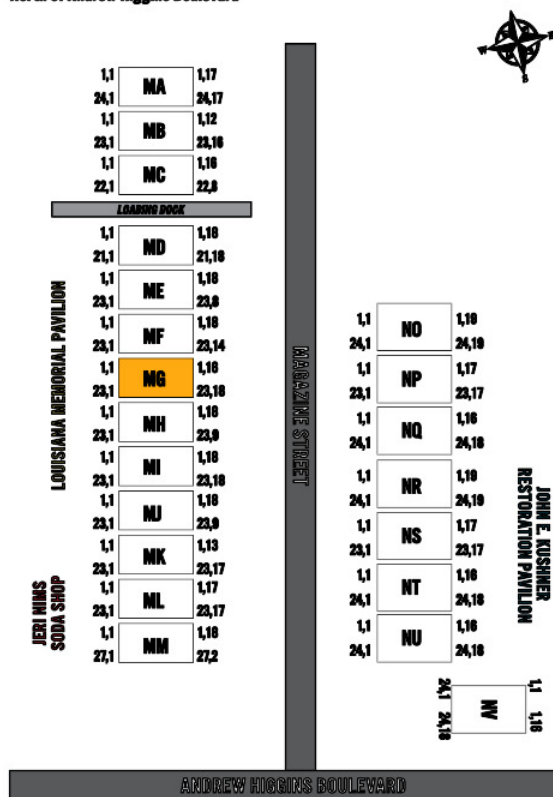 1,1 MA 1,17
24,1 24,17
1,1 MB 1,12
23,1 23,16
1,1 MC 1,16
22,1 22,8
LOADING DOCK
1,1 MD 1,18
21,1 21,18
1,1 ME 1,18
23,1 23,8
1,1 MF 1,18
23,1 23,14
1,1 MG 1,16
23,1 23,18
1,1 MH 1,18
23,1 23,9
1,1 MI 1,18
23,1 23,18
1,1 MJ 1,18
23,1 23,9
1,1 MK 1,13
23,1 23,17
1,1 ML 1,17
23,1 23,17
1,1 MM 1,18
27,1 27,2
LOUISIANA MEMORIAL PAVILION
JERI NIMS
SODA SHOP
MAGAZINE STREET
N
E
S
W
1,1 NO 1,19
24,1 24,19
1,1 NP 1,17
23,1 23,17
1,1 NQ 1,16
24,1 24,18
1,1 NR 1,19
24,1 24,19
1,1 NS 1,17
23,1 23,17
1,1 NT 1,16
24,1 24,18
1,1 NU 1,16
24,1 24,18
JOHN E. KUSHNER
RESTORATION PAVILION
1,1 NV 1,16
24,1 24,18
ANDREW HIGGINS BOULEVARD